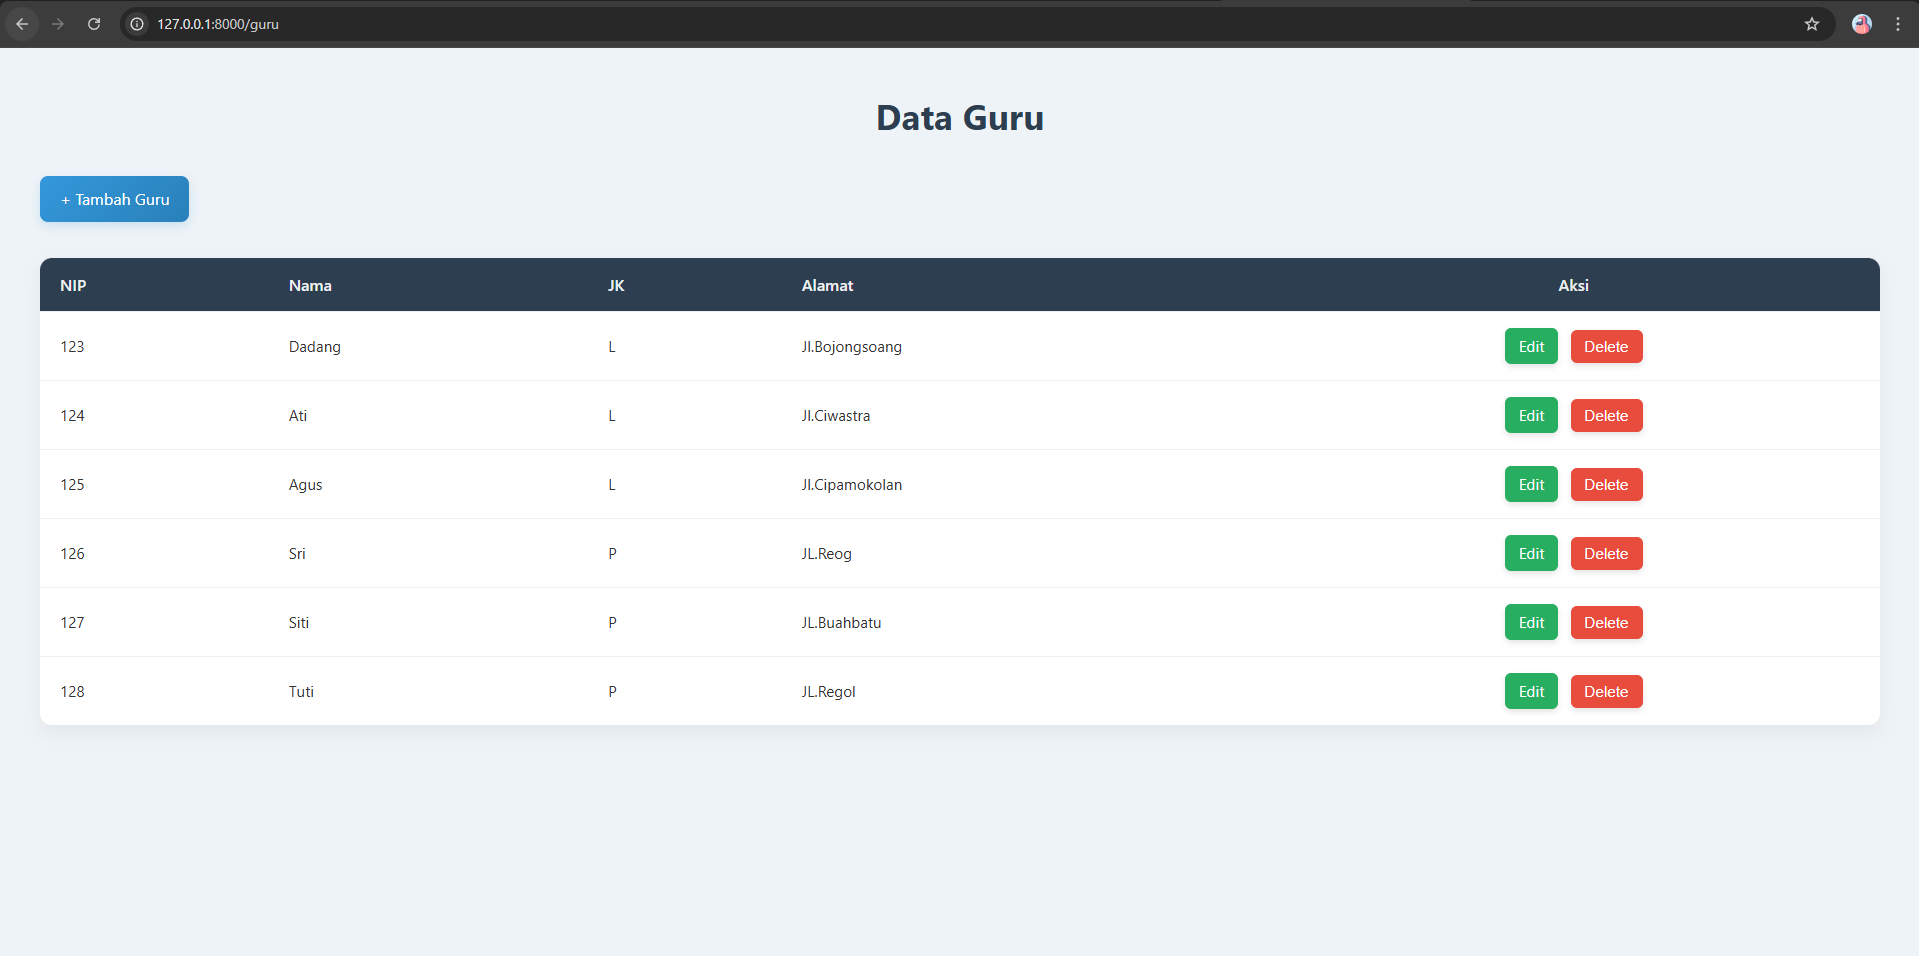 127.0.0.1:8000/guru
Data Guru
+ Tambah Guru
NIP Nama JK Alamat Aksi
123 Dadang L Jl.Bojongsoang Edit Delete
124 Ati L Jl.Ciwastra Edit Delete
125 Agus L Jl.Cipamokolan Edit Delete
126 Sri P JL.Reog Edit Delete
127 Siti P JL.Buahbatu Edit Delete
128 Tuti P JL.Regol Edit Delete